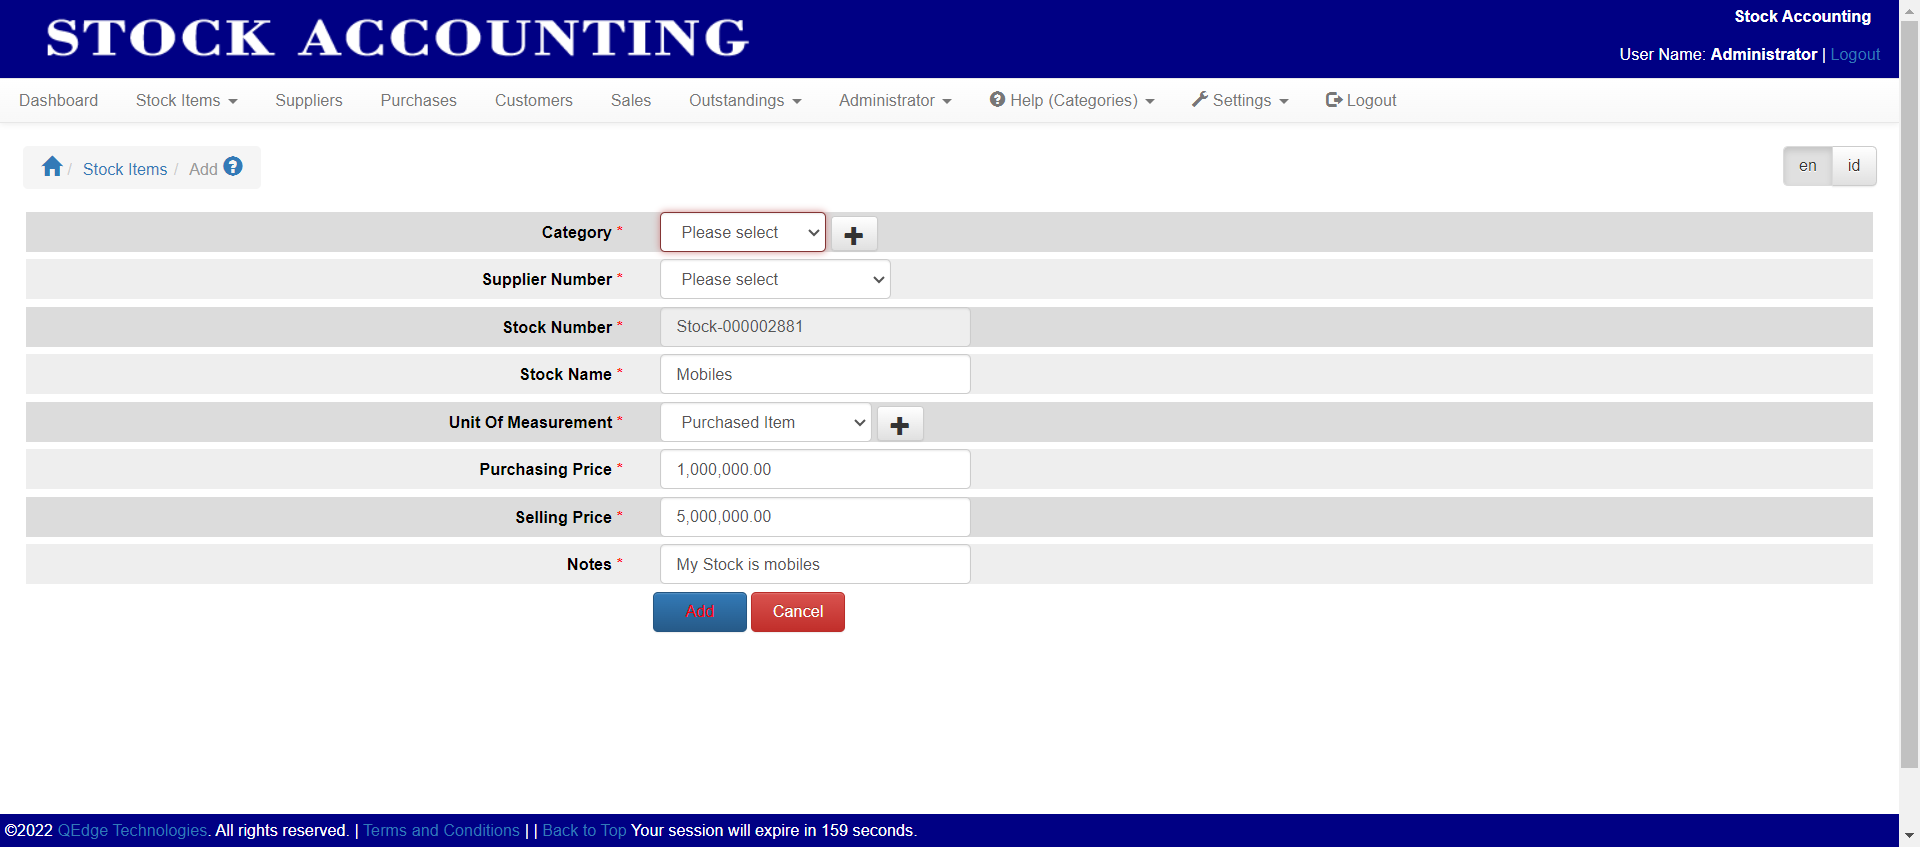 STOCK ACCOUNTING
Stock Accounting
User Name: Administrator | Logout
Dashboard Stock Items Suppliers Purchases Customers Sales Outstandings Administrator Help (Categories) Settings Logout
/ Stock Items / Add
en id
Category * Please select
Supplier Number * Please select
Stock Number * Stock-000002881
Stock Name * Mobiles
Unit Of Measurement * Purchased Item
Purchasing Price * 1,000,000.00
Selling Price * 5,000,000.00
Notes * My Stock is mobiles
Add Cancel
©2022 QEdge Technologies. All rights reserved. | Terms and Conditions | | Back to Top Your session will expire in 159 seconds.